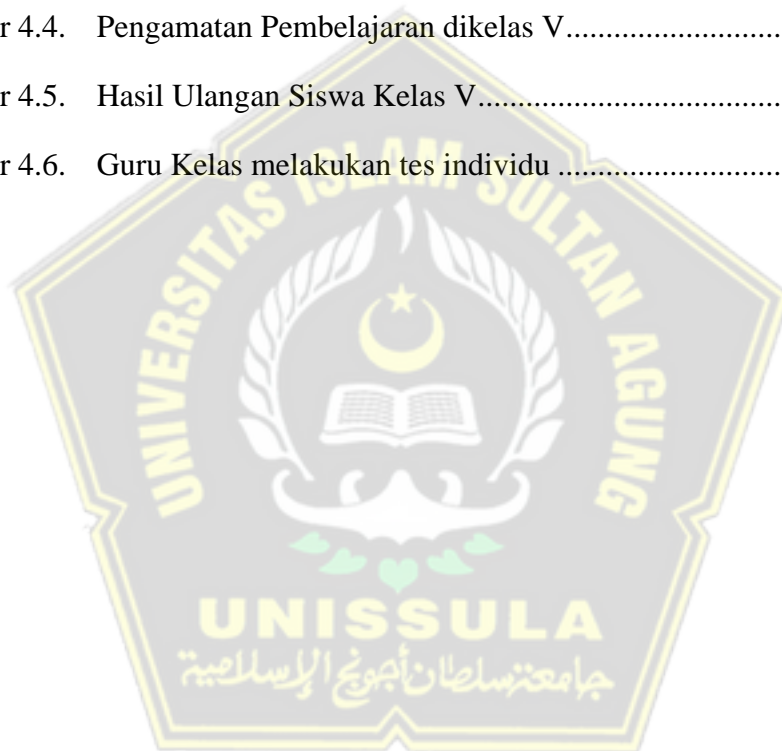 r 4.4. Pengamatan Pembelajaran dikelas V...........................
r 4.5. Hasil Ulangan Siswa Kelas V......................................
r 4.6. Guru Kelas melakukan tes individu ............................
UNIVERSITAS ISLAM SULTAN AGUNG
UNISSULA
جامعة سلطان أجونج الإسلامية